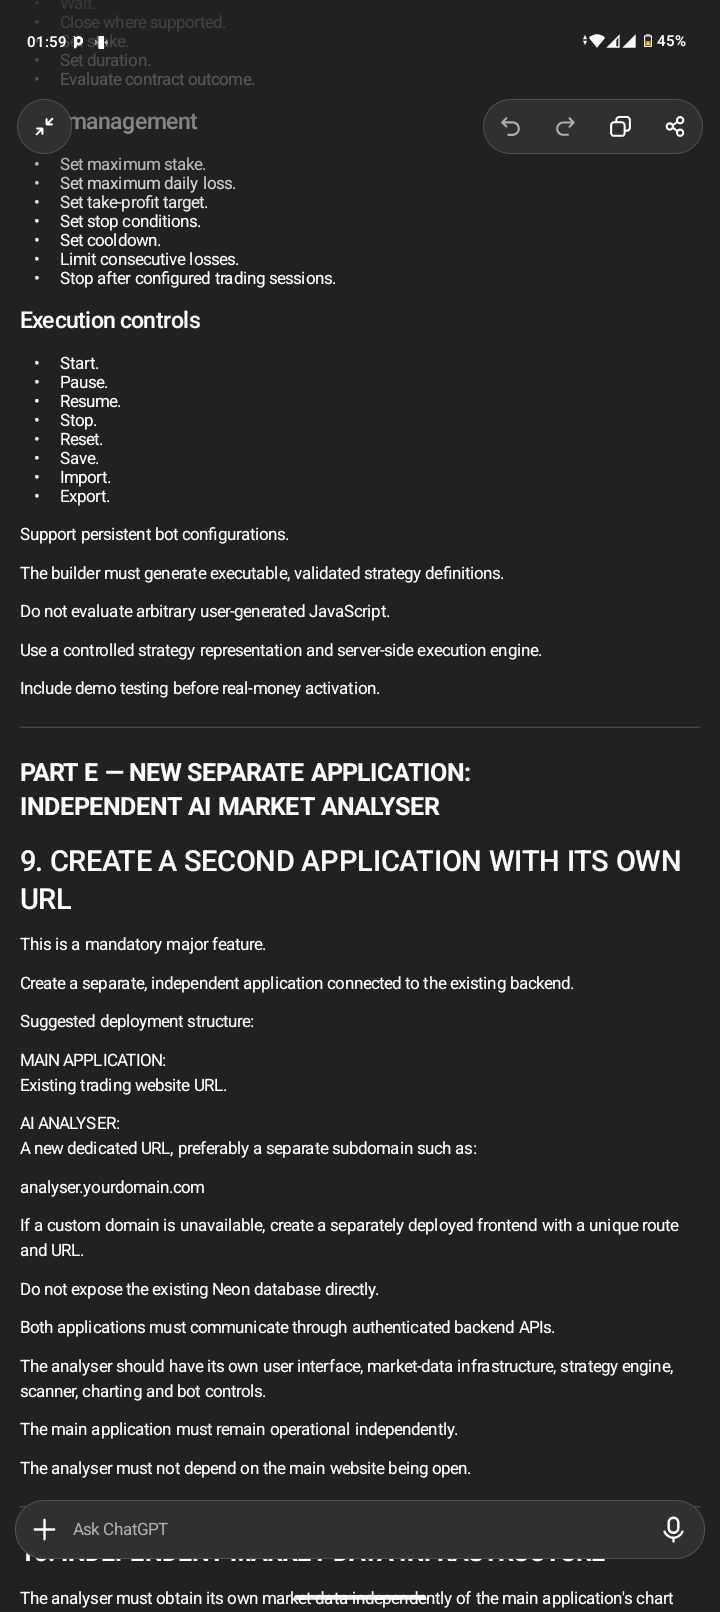 Wait.
Close where supported.
01:59
45%
Set stake.
Set duration.
Evaluate contract outcome.
management
Set maximum stake.
Set maximum daily loss.
Set take-profit target.
Set stop conditions.
Set cooldown.
Limit consecutive losses.
Stop after configured trading sessions.
Execution controls
Start.
Pause.
Resume.
Stop.
Reset.
Save.
Import.
Export.
Support persistent bot configurations.
The builder must generate executable, validated strategy definitions.
Do not evaluate arbitrary user-generated JavaScript.
Use a controlled strategy representation and server-side execution engine.
Include demo testing before real-money activation.
PART E — NEW SEPARATE APPLICATION:
INDEPENDENT AI MARKET ANALYSER
9. CREATE A SECOND APPLICATION WITH ITS OWN
URL
This is a mandatory major feature.
Create a separate, independent application connected to the existing backend.
Suggested deployment structure:
MAIN APPLICATION:
Existing trading website URL.
AI ANALYSER:
A new dedicated URL, preferably a separate subdomain such as:
analyser.yourdomain.com
If a custom domain is unavailable, create a separately deployed frontend with a unique route
and URL.
Do not expose the existing Neon database directly.
Both applications must communicate through authenticated backend APIs.
The analyser should have its own user interface, market-data infrastructure, strategy engine,
scanner, charting and bot controls.
The main application must remain operational independently.
The analyser must not depend on the main website being open.
Ask ChatGPT
10. INDEPENDENT MARKET DATA INFRASTRUCTURE
The analyser must obtain its own market data independently of the main application's chart